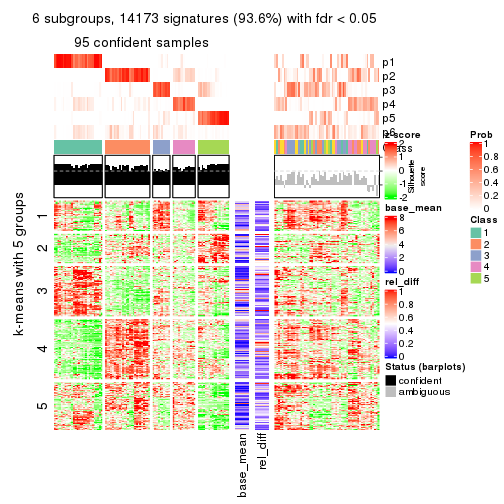 6 subgroups, 14173 signatures (93.6%) with fdr < 0.05
95 confident samples
p1
p2
p3
p4
p5
p6
z-score
2
1
0
-1
-2
Class
Silhouette
score
Prob
1
0.8
0.6
0.4
0.2
0
Class
1
2
3
4
5
base_mean
8
6
4
2
0
rel_diff
1
0.8
0.6
0.4
0.2
0
Status (barplots)
confident
ambiguous
k-means with 5 groups
1
2
3
4
5
base_mean
rel_diff